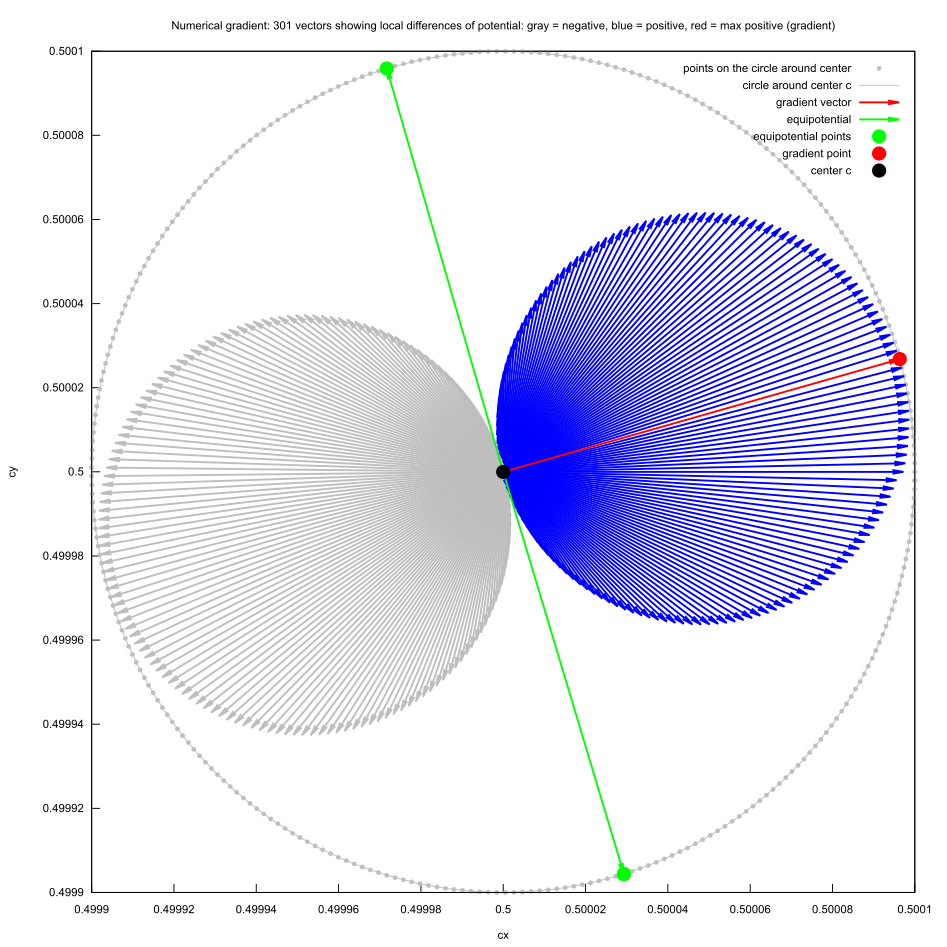 Numerical gradient: 301 vectors showing local differences of potential: gray = negative, blue = positive, red = max positive (gradient)
0.5001
0.50008
0.50006
0.50004
0.50002
0.5
0.49998
0.49996
0.49994
0.49992
0.4999
cy
points on the circle around center
circle around center c
gradient vector
equipotential
equipotential points
gradient point
center c
0.4999 0.49992 0.49994 0.49996 0.49998 0.5 0.50002 0.50004 0.50006 0.50008 0.5001
cx